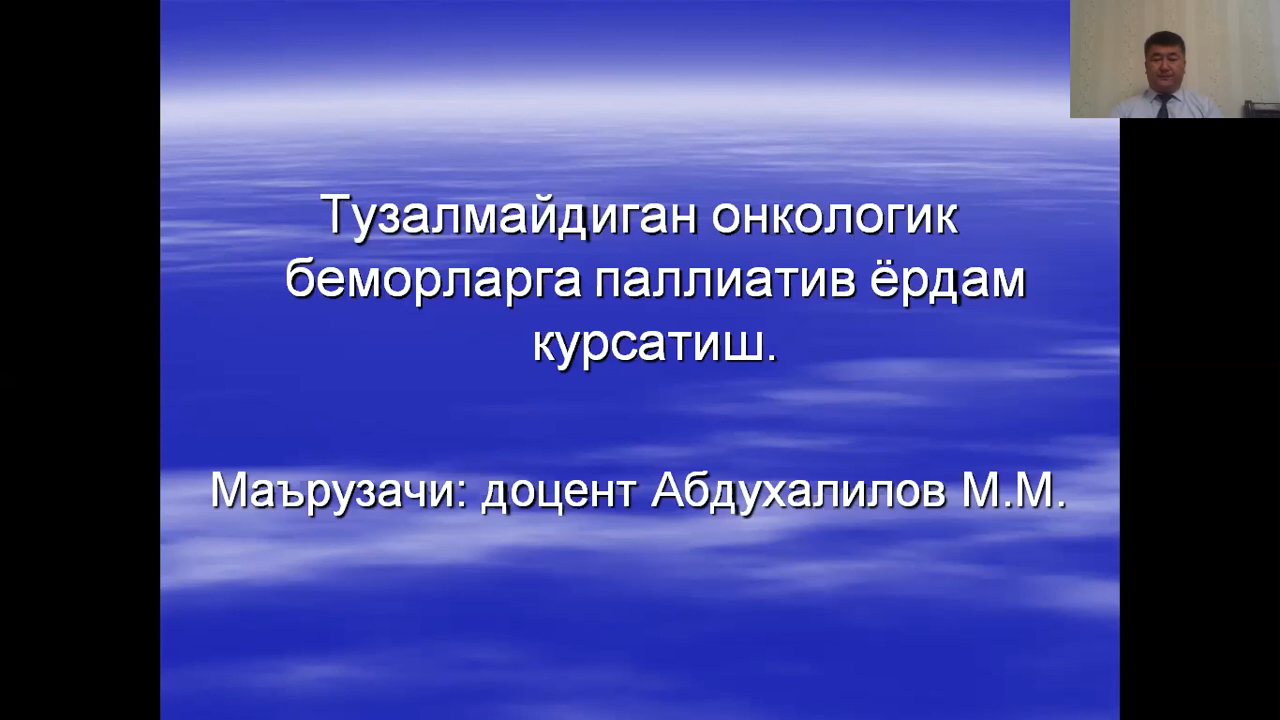 Тузалмайдиган онкологик
беморларга паллиатив ёрдам
курсатиш.
Маърузачи: доцент Абдухалилов М.М.